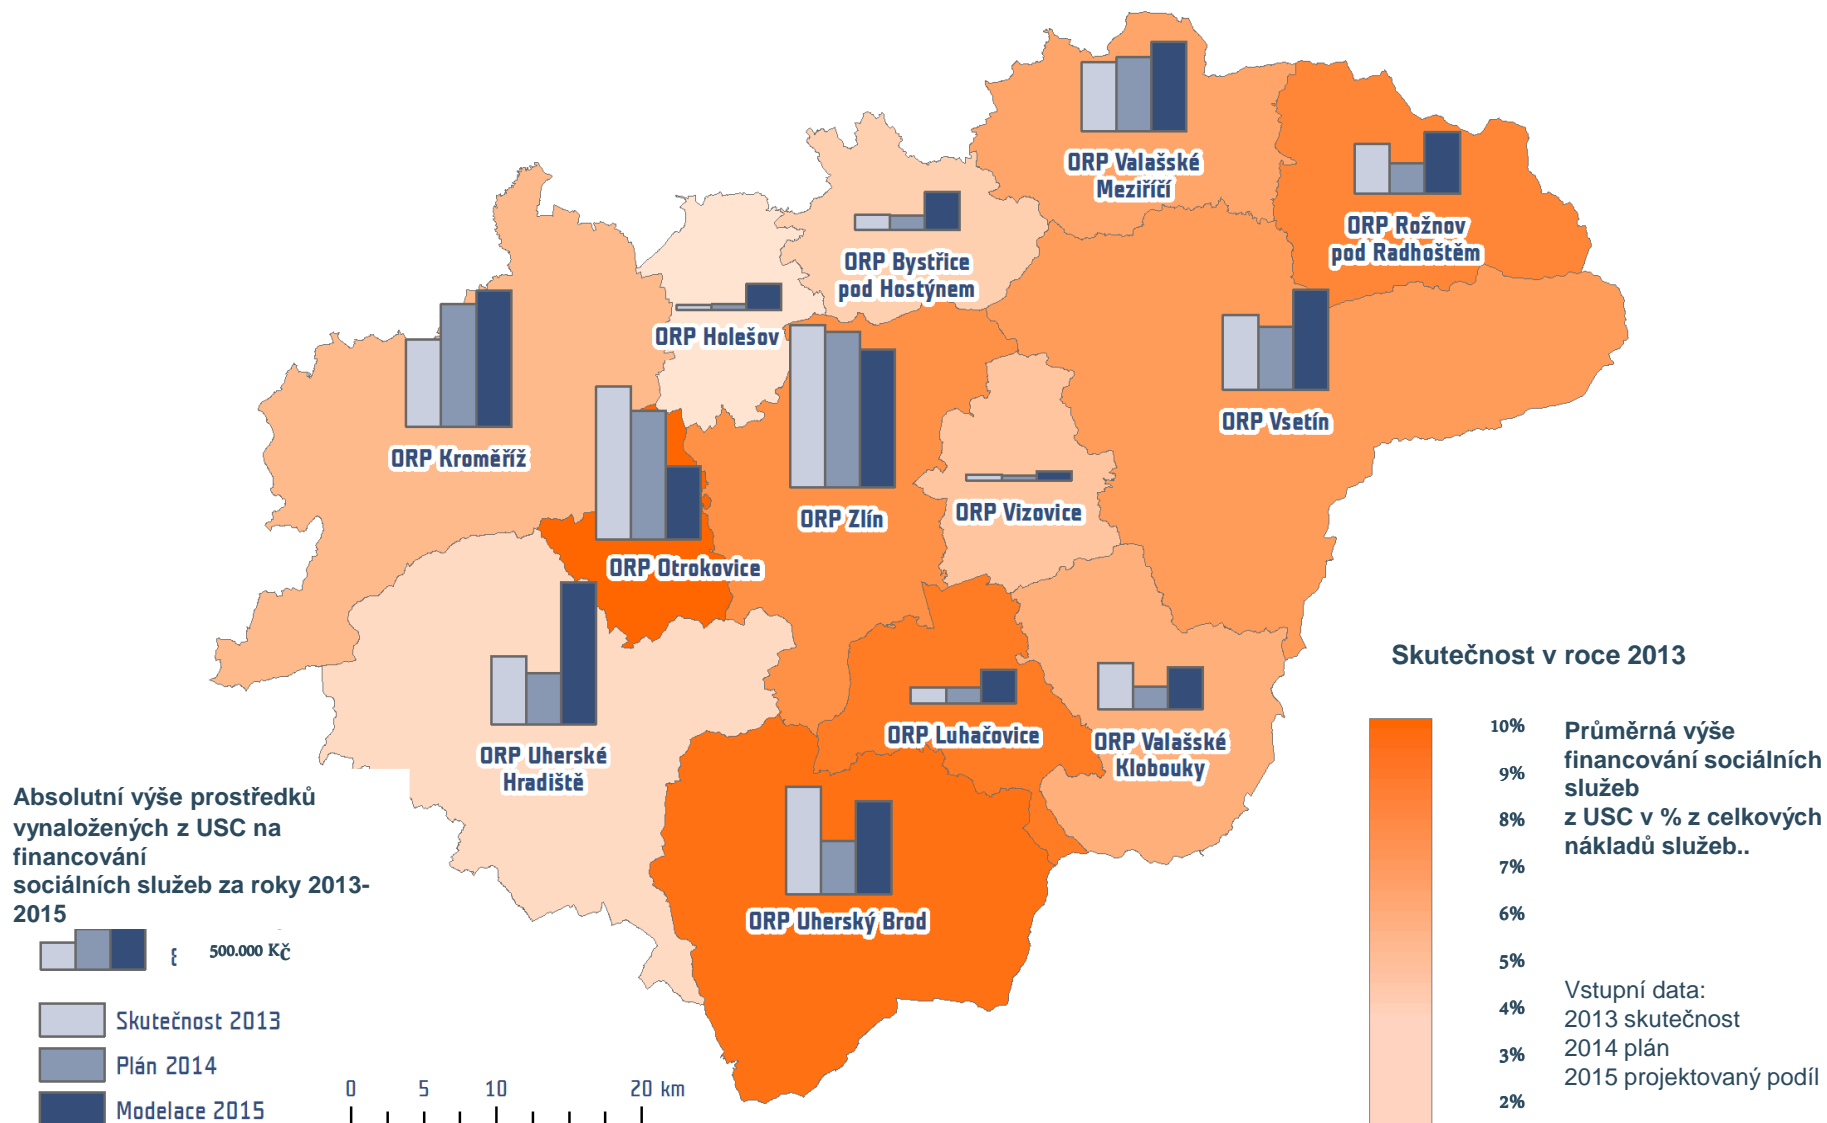 ORP Valašské
Meziříčí
ORP Rožnov
pod Radhoštěm
ORP Bystřice
pod Hostýnem
ORP Holešov
ORP Vsetín
ORP Kroměříž
ORP Zlín
ORP Vizovice
ORP Otrokovice
ORP Uherské
Hradiště
ORP Luhačovice
ORP Valašské
Klobouky
ORP Uherský Brod
Absolutní výše prostředků
vynaložených z USC na
financování
sociálních služeb za roky 2013-
2015
500.000 Kč
Skutečnost 2013
Plán 2014
Modelace 2015
0 5 10 20 km
Skutečnost v roce 2013
10%
9%
8%
7%
6%
5%
4%
3%
2%
Průměrná výše
financování sociálních
služeb
z USC v % z celkových
nákladů služeb..
Vstupní data:
2013 skutečnost
2014 plán
2015 projektovaný podíl